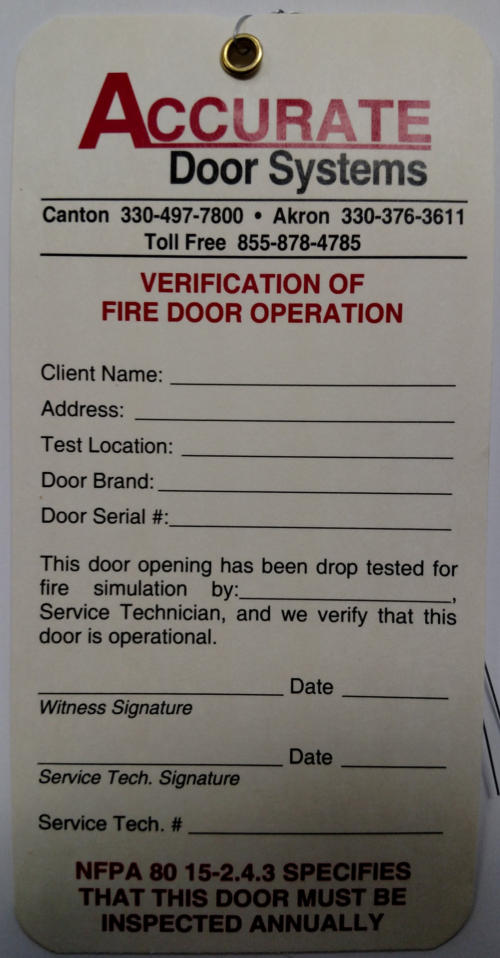 ACCURATE
Door Systems
Canton 330-497-7800 • Akron 330-376-3611
Toll Free 855-878-4785
VERIFICATION OF
FIRE DOOR OPERATION
Client Name:
Address:
Test Location:
Door Brand:
Door Serial #:
This door opening has been drop tested for
fire simulation by:____________________,
Service Technician, and we verify that this
door is operational.
Date
Witness Signature
Date
Service Tech. Signature
Service Tech. #
NFPA 80 15-2.4.3 SPECIFIES
THAT THIS DOOR MUST BE
INSPECTED ANNUALLY